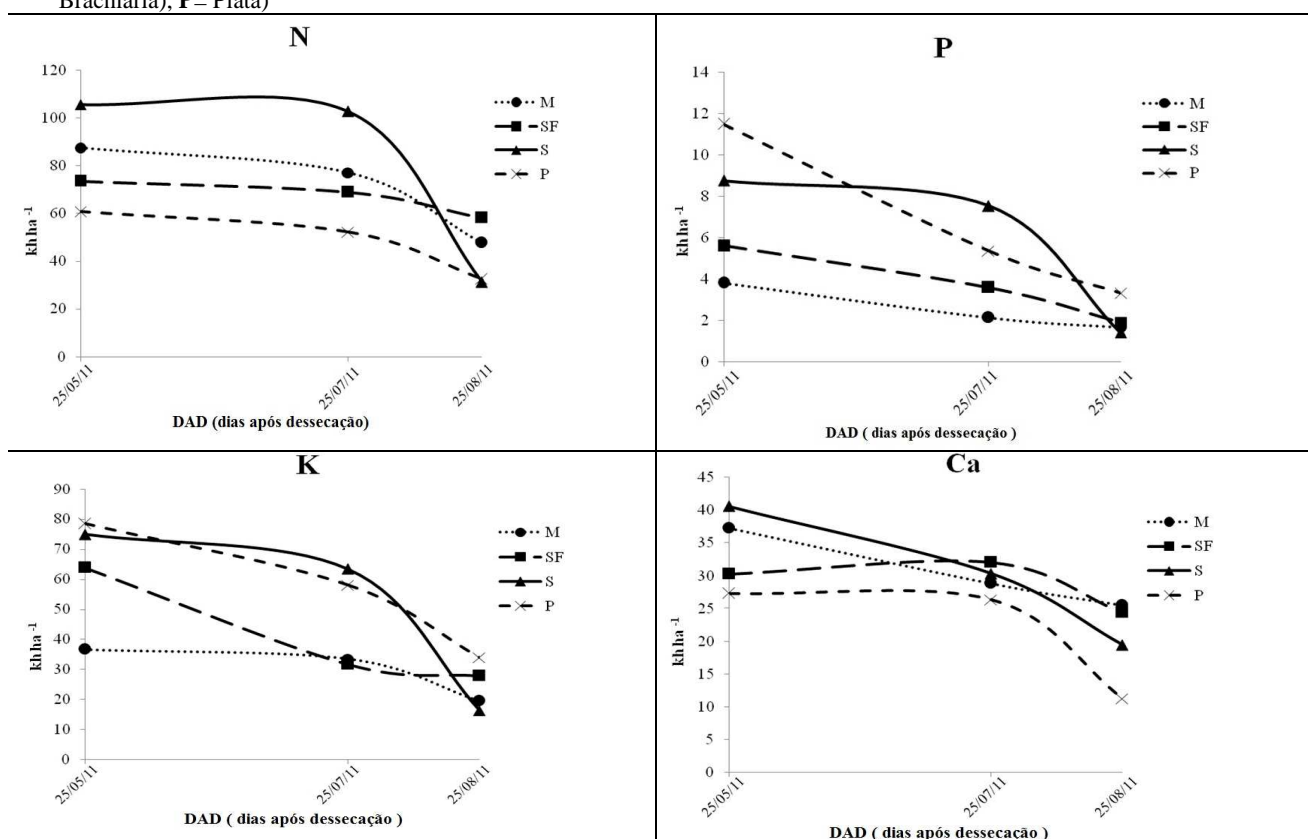 Brachiaria); P= Piatã)
N
120
100
80
60
40
20
0
kh ha -1
25/05/11
25/07/11
25/08/11
DAD (dias após dessecação)
M
SF
S
P
P
14
12
10
8
6
4
2
0
kh ha -1
25/05/11
25/07/11
25/08/11
DAD ( dias após dessecação )
M
SF
S
P
K
90
80
70
60
50
40
30
20
10
0
kh ha -1
25/05/11
25/07/11
25/08/11
DAD ( dias após dessecação )
M
SF
S
P
Ca
45
40
35
30
25
20
15
10
5
0
kh ha -1
25/05/11
25/07/11
25/08/11
DAD ( dias após dessecação )
M
SF
S
P